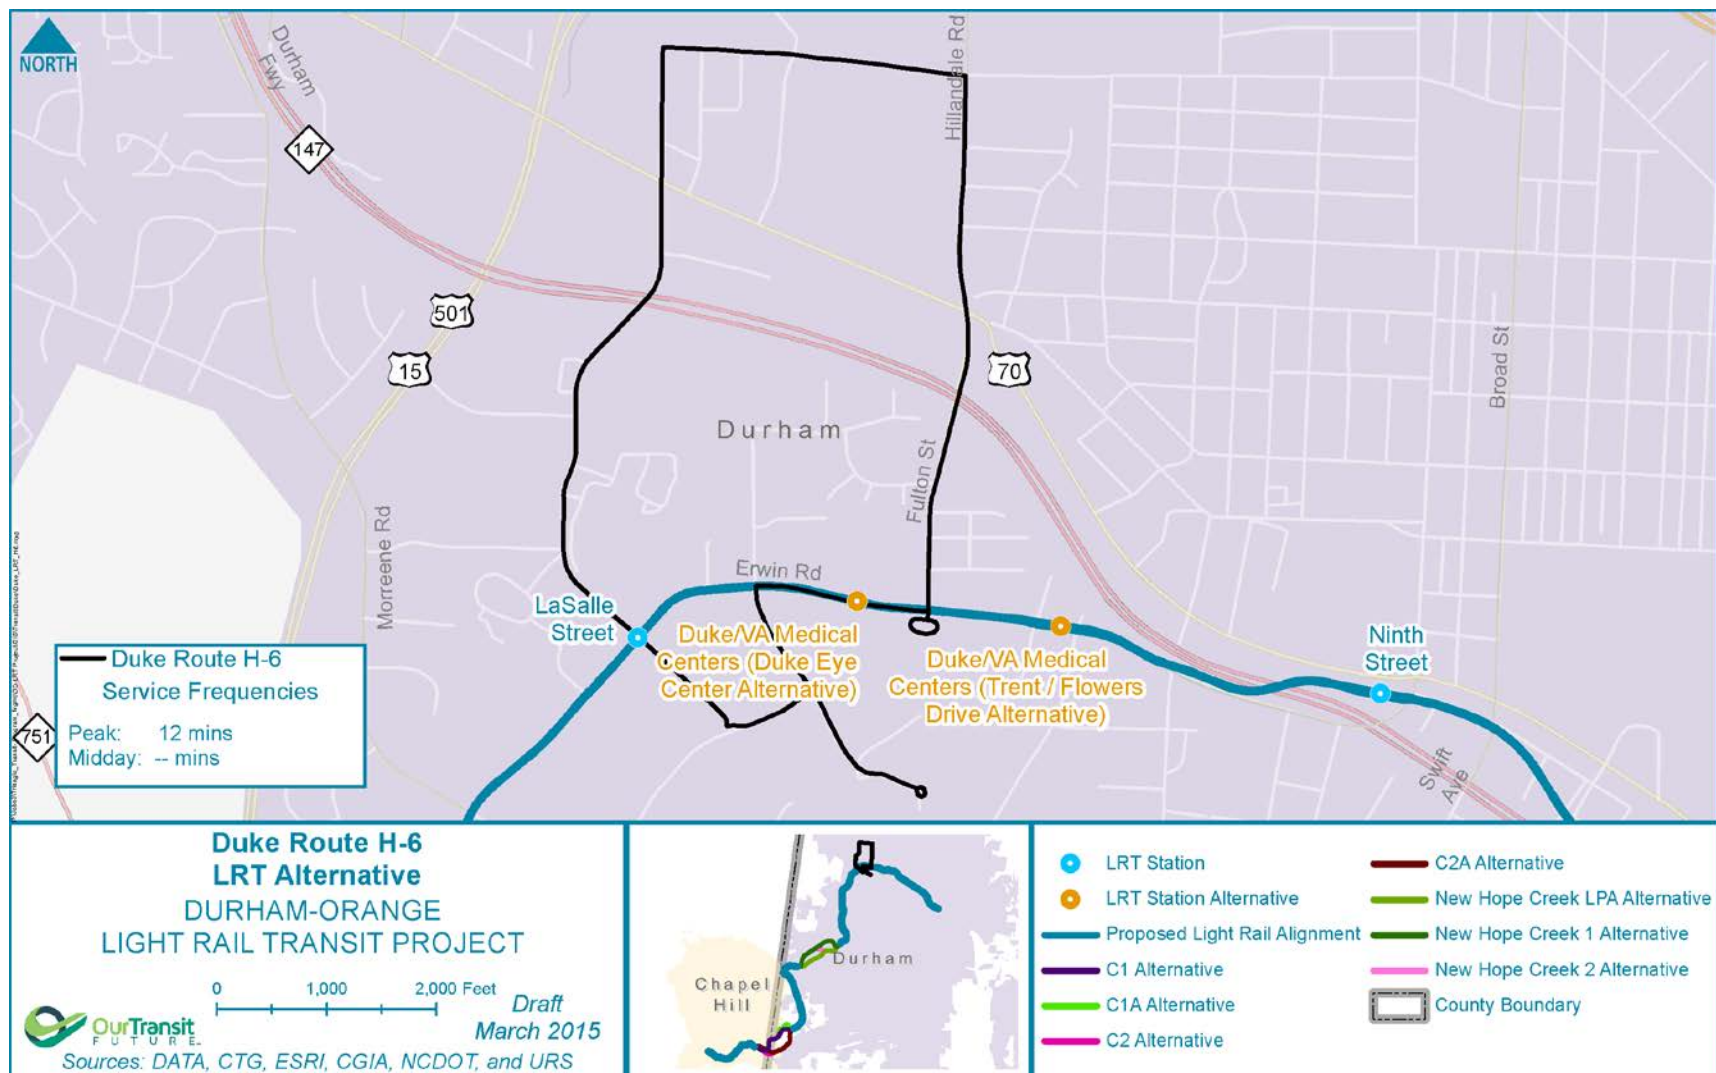 NORTH
Durham
Fwy
147
Hillandale Rd
501
15
70
Broad St
Durham
Fulton St
Morreene Rd
Erwin Rd
LaSalle
Street
Duke/VA Medical
Centers (Duke Eye
Center Alternative)
Duke/VA Medical
Centers (Trent / Flowers
Drive Alternative)
Ninth
Street
Swift
Ave
751
Duke Route H-6
Service Frequencies
Peak: 12 mins
Midday: -- mins
Duke Route H-6
LRT Alternative
DURHAM-ORANGE
LIGHT RAIL TRANSIT PROJECT
0 1,000 2,000 Feet
Draft
March 2015
OurTransit
FUTURE
Sources: DATA, CTG, ESRI, CGIA, NCDOT, and URS
Durham
Chapel
Hill
LRT Station
LRT Station Alternative
Proposed Light Rail Alignment
C1 Alternative
C1A Alternative
C2 Alternative
C2A Alternative
New Hope Creek LPA Alternative
New Hope Creek 1 Alternative
New Hope Creek 2 Alternative
County Boundary